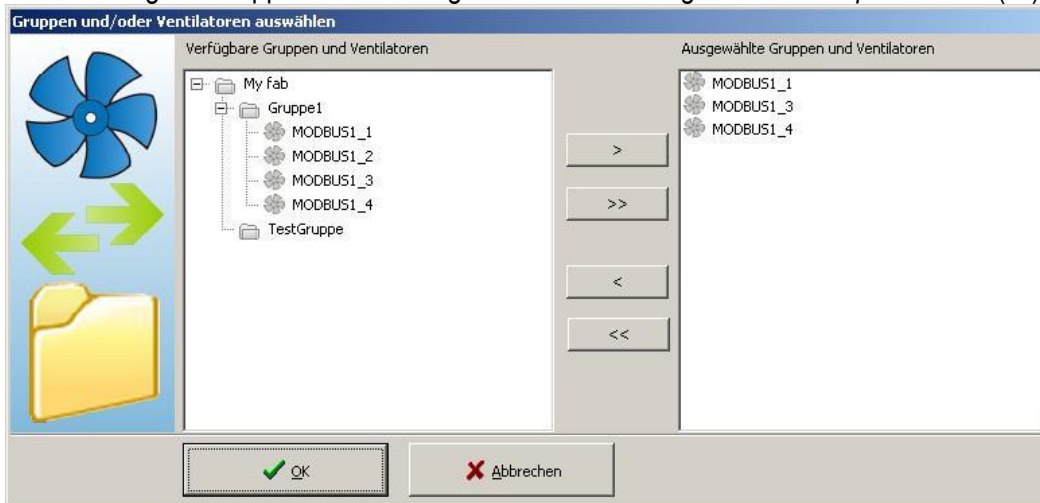 Gruppen und/oder Ventilatoren auswählen
Verfügbare Gruppen und Ventilatoren
My fab
Gruppe1
MODBUS1_1
MODBUS1_2
MODBUS1_3
MODBUS1_4
TestGruppe
>
>>
<
<<
Ausgewählte Gruppen und Ventilatoren
MODBUS1_1
MODBUS1_3
MODBUS1_4
OK
Abbrechen